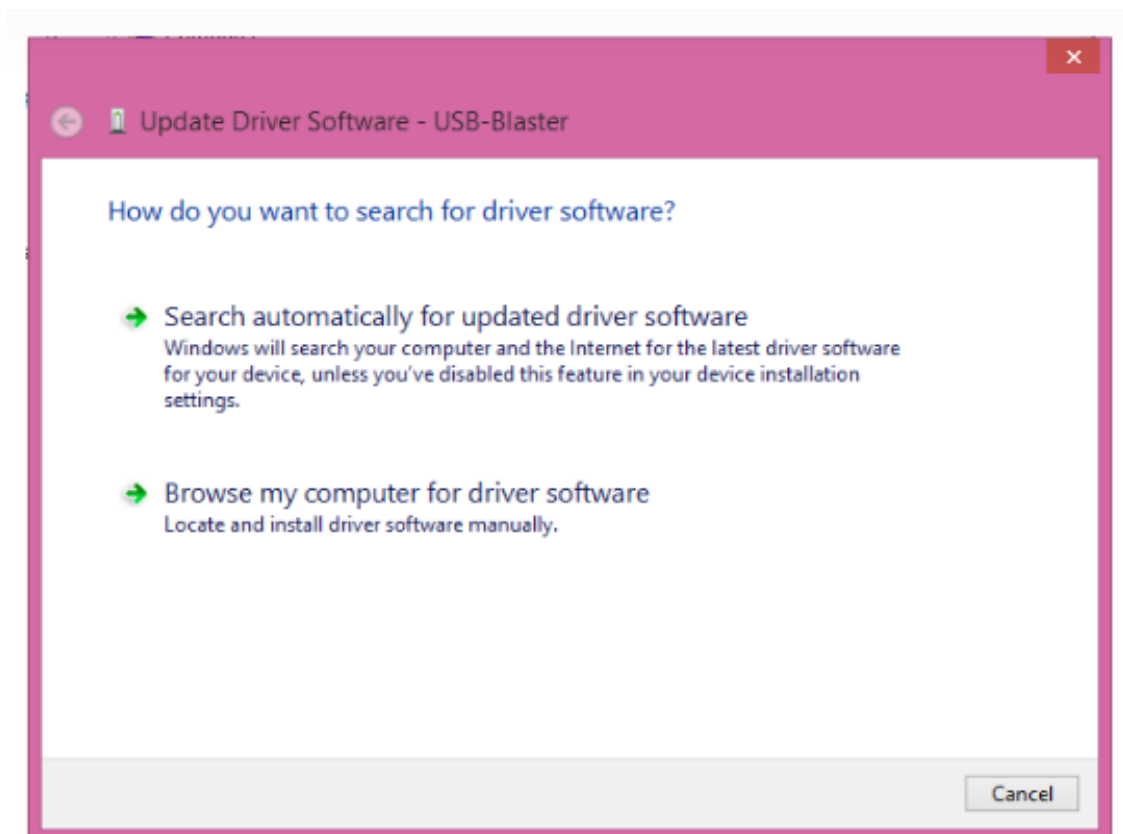 Update Driver Software - USB-Blaster
How do you want to search for driver software?
Search automatically for updated driver software
Windows will search your computer and the Internet for the latest driver software
for your device, unless you've disabled this feature in your device installation
settings.
Browse my computer for driver software
Locate and install driver software manually.
Cancel